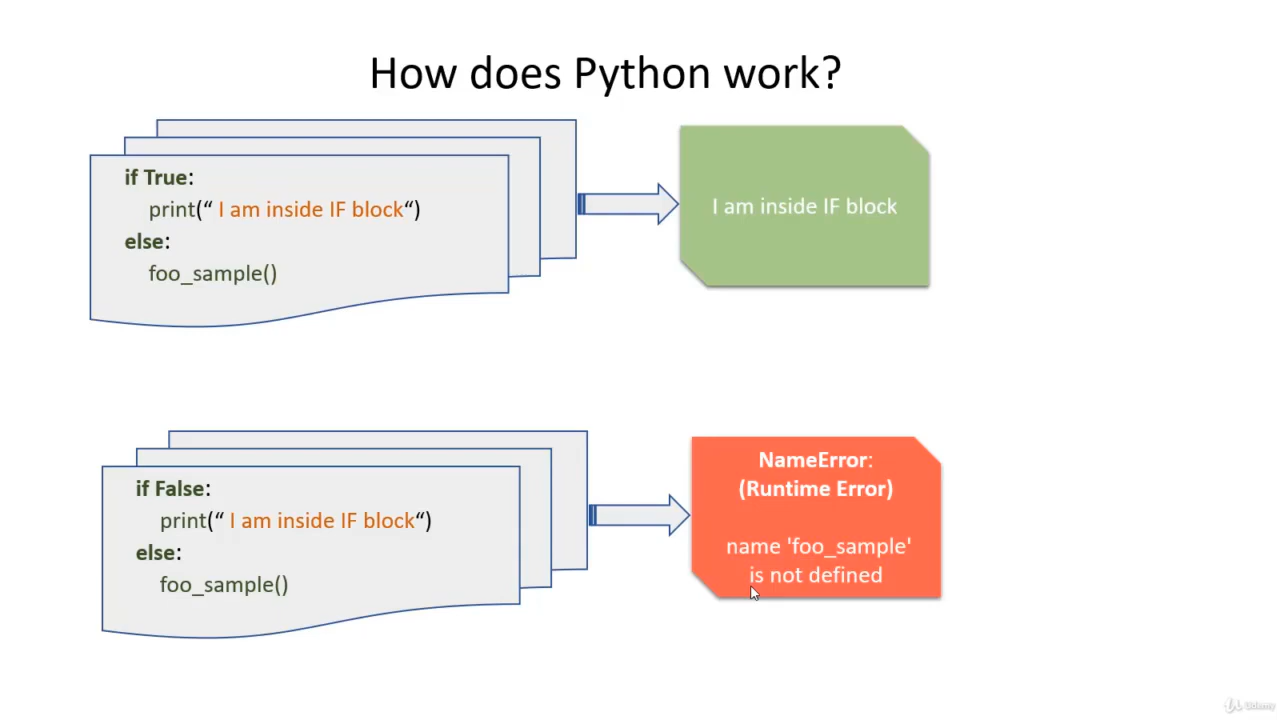 How does Python work?
if True:
print(“ I am inside IF block“)
else:
foo_sample()
I am inside IF block
if False:
print(“ I am inside IF block“)
else:
foo_sample()
NameError:
(Runtime Error)
name 'foo_sample'
is not defined
Udemy